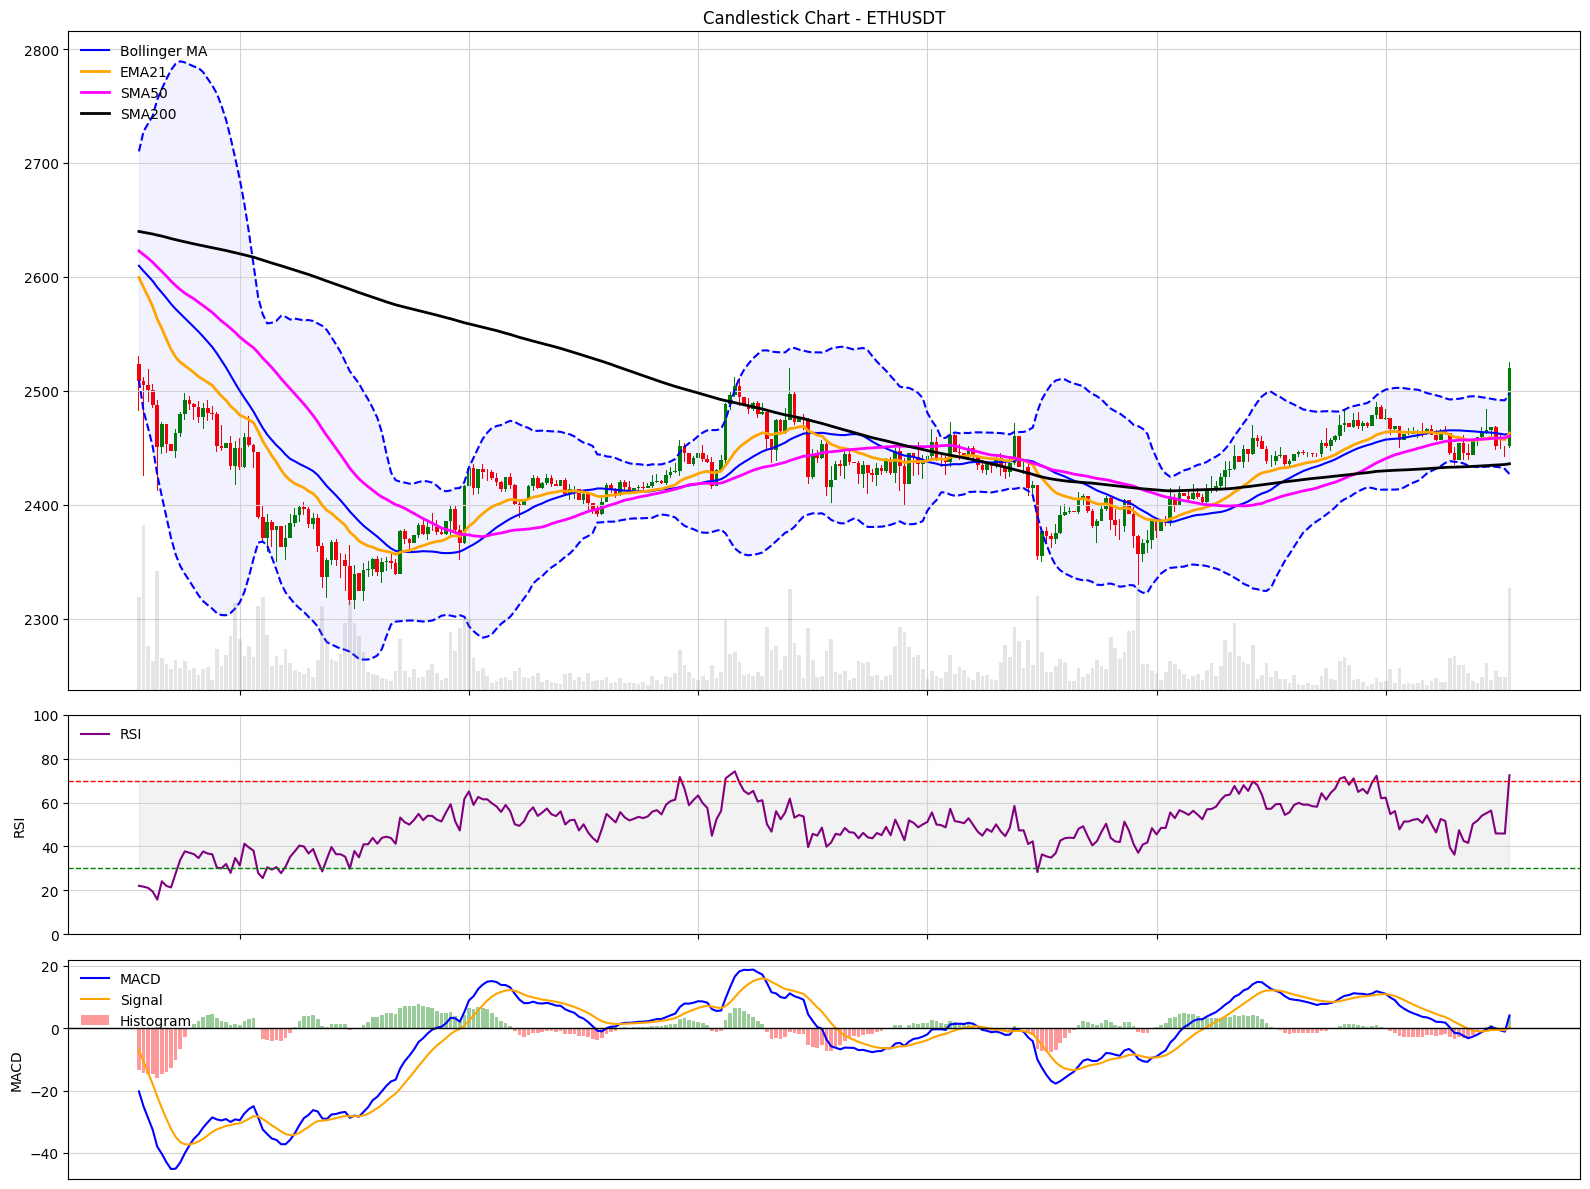 Candlestick Chart - ETHUSDT
Bollinger MA
EMA21
SMA50
SMA200
2800
2700
2600
2500
2400
2300
RSI
100
80
60
40
20
0
RSI
MACD
Signal
Histogram
20
0
−20
−40
MACD